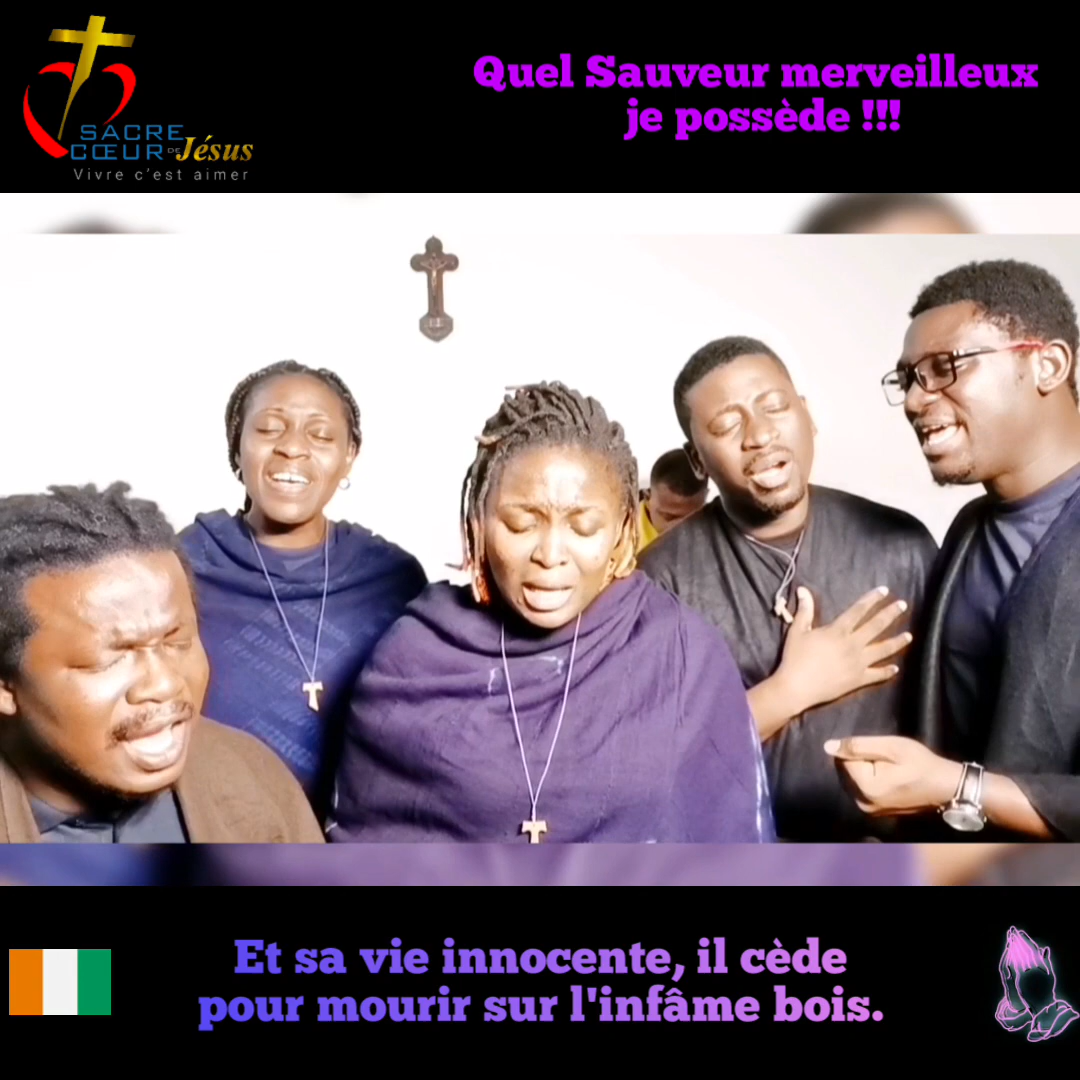 SACRE
CŒUR DE Jésus
Vivre c'est aimer
Quel Sauveur merveilleux
je possède !!!
Et sa vie innocente, il cède
pour mourir sur l'infâme bois.